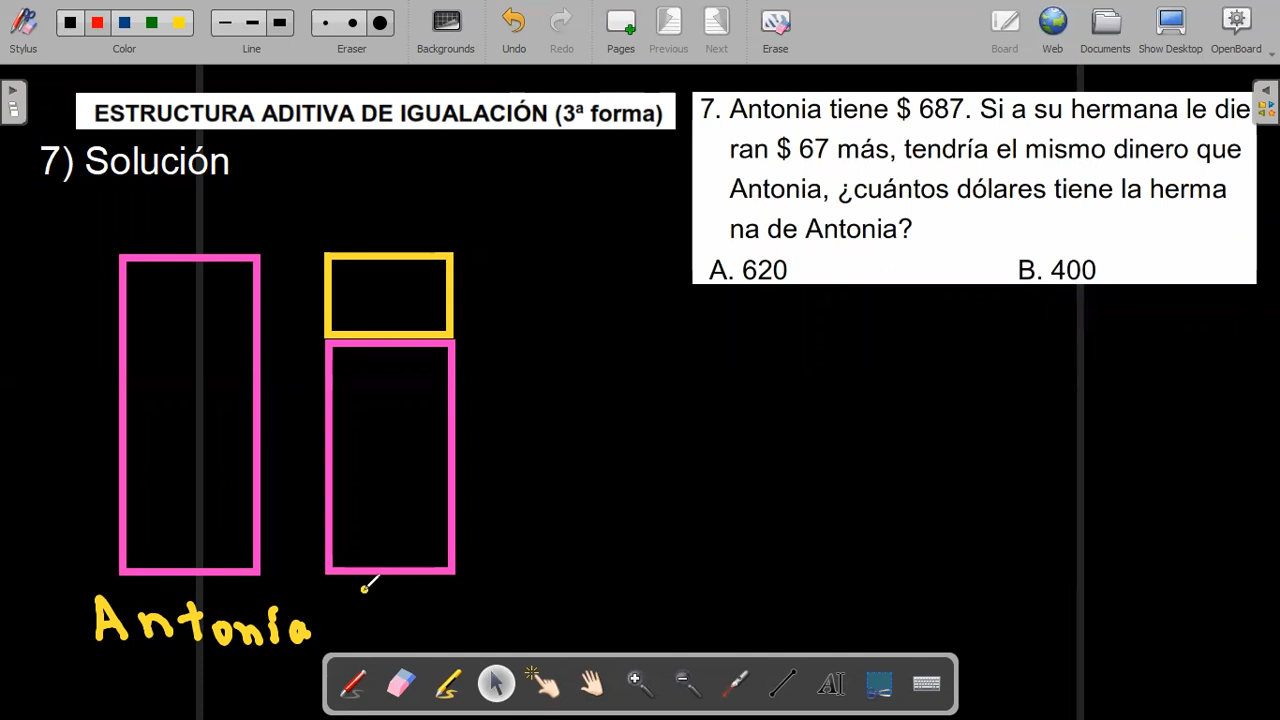 Stylus
Color
Line
Eraser
Backgrounds
Undo
Redo
Pages
Previous
Next
Erase
Board
Web
Documents
Show Desktop
OpenBoard
ESTRUCTURA ADITIVA DE IGUALACIÓN (3ª forma)
7) Solución
7. Antonia tiene $ 687. Si a su hermana le die
ran $ 67 más, tendría el mismo dinero que
Antonia, ¿cuántos dólares tiene la herma
na de Antonia?
A. 620 B. 400
Antonia
AI